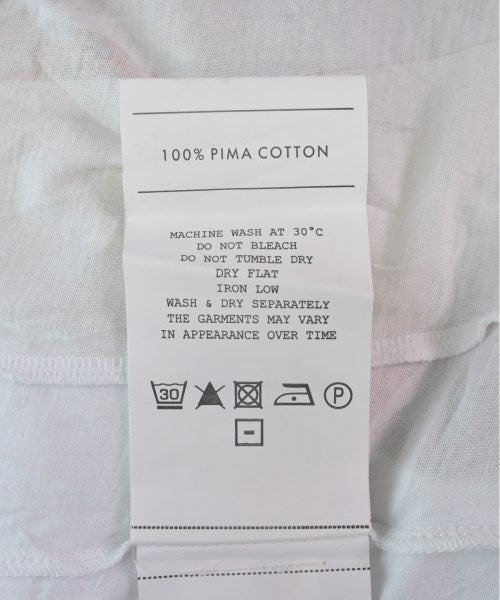 100% PIMA COTTON
MACHINE WASH AT 30°C
DO NOT BLEACH
DO NOT TUMBLE DRY
DRY FLAT
IRON LOW
WASH & DRY SEPARATELY
THE GARMENTS MAY VARY
IN APPEARANCE OVER TIME
30 P